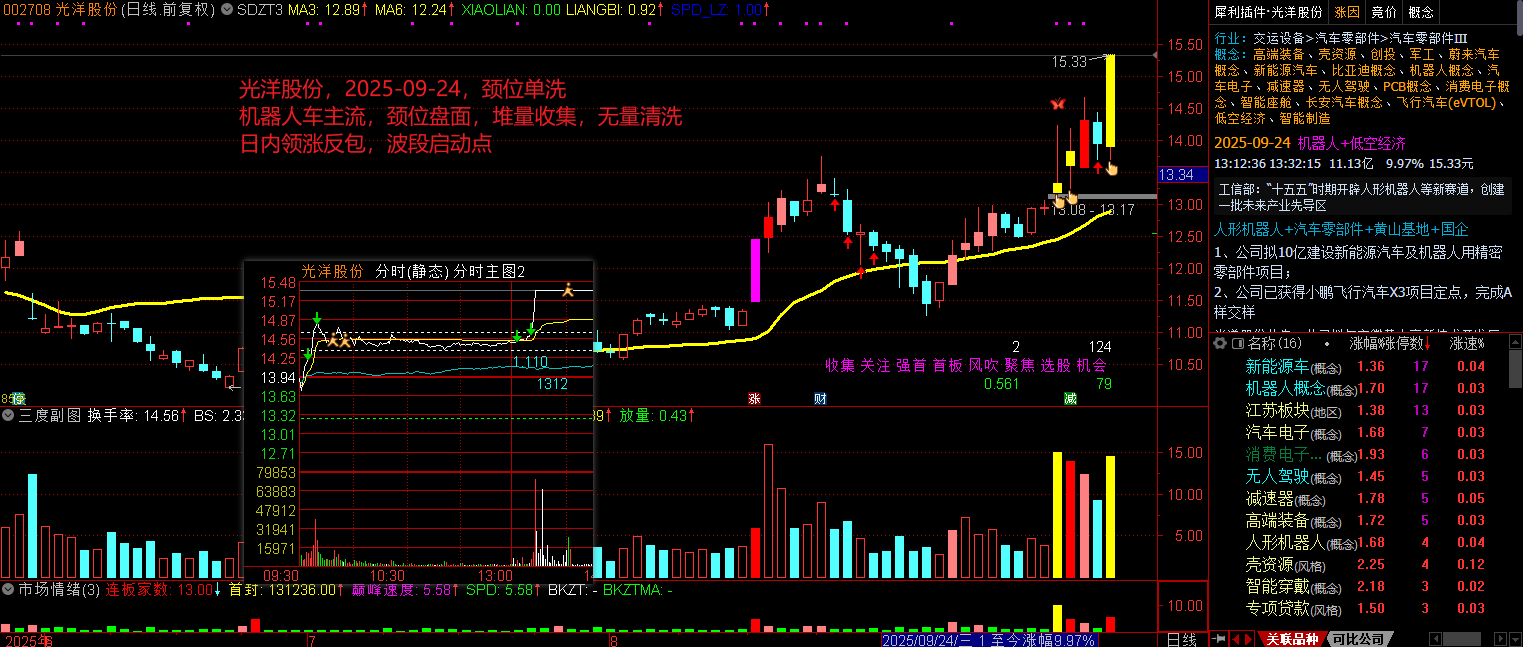 002708 光洋股份(日线.前复权) SDZT3 MA3: 12.89↑ MA6: 12.24↑ XIAOLIAN: 0.00 LIANGBI: 0.92↑ SPD_LZ 1.00↑
光洋股份，2025-09-24，颈位单洗
机器人车主流，颈位盘面，堆量收集，无量清洗
日内领涨反包，波段启动点
15.33
13.08 - 13.17
15.50
15.00
14.50
14.00
13.34
13.00
12.50
12.00
11.50
11.00
10.50
光洋股份 分时(静态)分时主图2
15.48
15.17
14.87
14.56
14.25
13.94
13.63
13.32
13.01
12.71
79853
63883
47912
31941
15971
1.110
1312
09:30 10:30 13:00
2 124
收集 关注 强首 首板 风吹 聚焦 选股 机会
0.561 79
涨 财 减
三度副图 换手率: 14.56↑ BS: 2.3
放量: 0.43↑
15.00
10.00
5.00
市场情绪(3) 连板家数: 13.00↓ 首封: 131236.00↑ 巅峰速度: 5.58↑ SPD: 5.58↑ BKZT: - BKZTMA: -
10.00
2025年 7 8 2025/09/24/三 1 至今涨幅9.97% 日线
犀利插件·光洋股份 涨因 竞价 概念
行业: 交运设备>汽车零部件>汽车零部件Ⅲ
概念: 高端装备、壳资源、创投、军工、蔚来汽车
概念、新能源汽车、比亚迪概念、机器人概念、汽
车电子、减速器、无人驾驶、PCB概念、消费电子概
念、智能座舱、长安汽车概念、飞行汽车(eVTOL)、
低空经济、智能制造
2025-09-24 机器人+低空经济
13:12:36 13:32:15 11.13亿 9.97% 15.33元
工信部：“十五五”时期开辟人形机器人等新赛道，创建
一批未来产业先导区
人形机器人+汽车零部件+黄山基地+国企
1、公司拟10亿建设新能源汽车及机器人用精密
零部件项目；
2、公司已获得小鹏飞行汽车X3项目定点，完成A
样交样
名称(16) 涨幅% 涨停数↓ 涨速%
新能源车(概念) 1.36 17 0.04
机器人概念(概念) 1.70 17 0.03
江苏板块(地区) 1.38 13 0.03
汽车电子(概念) 1.68 7 0.03
消费电子...(概念) 1.93 6 0.03
无人驾驶(概念) 1.45 5 0.03
减速器(概念) 1.78 5 0.05
高端装备(概念) 1.72 5 0.03
人形机器人(概念) 1.68 4 0.04
壳资源(风格) 2.25 4 0.12
智能穿戴(概念) 2.18 3 0.02
专项贷款(风格) 1.50 3 0.03
关联品种 可比公司